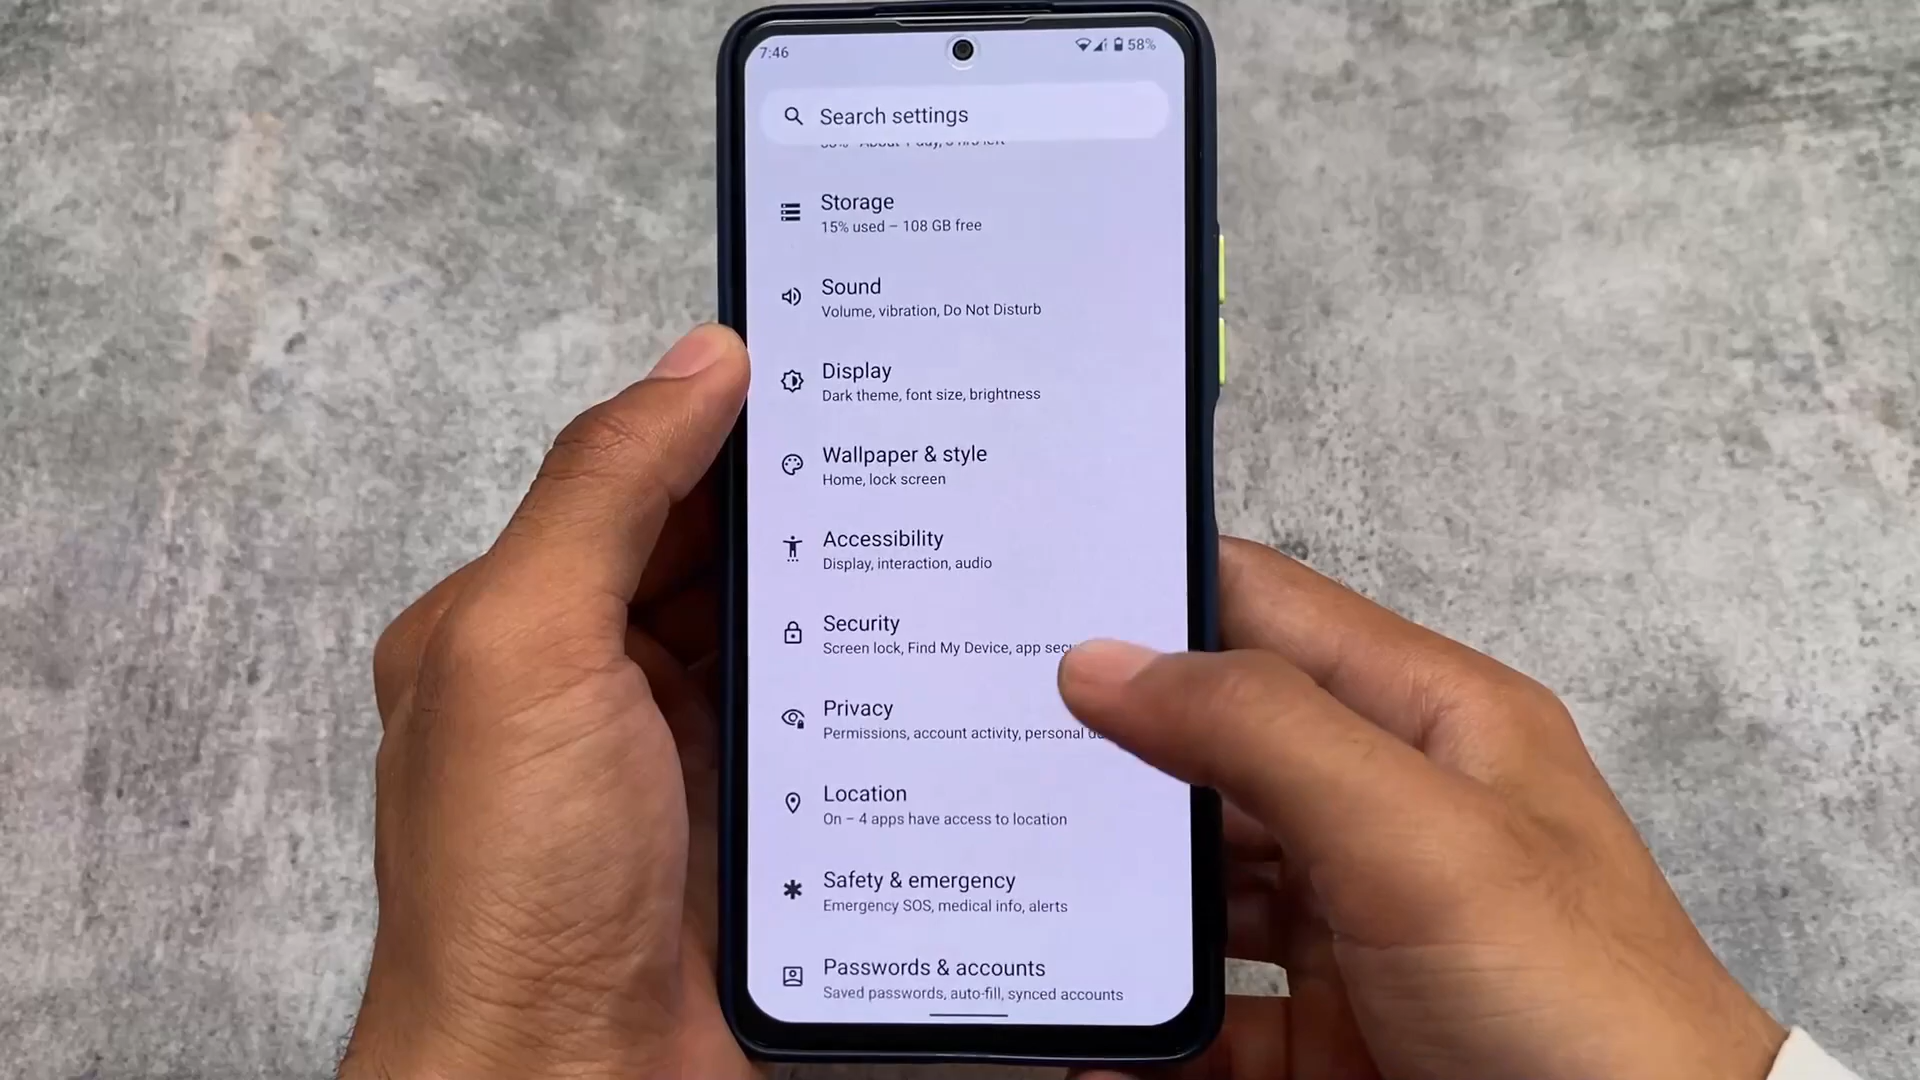 7:46
58%
Search settings
Storage
15% used – 108 GB free
Sound
Volume, vibration, Do Not Disturb
Display
Dark theme, font size, brightness
Wallpaper & style
Home, lock screen
Accessibility
Display, interaction, audio
Security
Screen lock, Find My Device, app
Privacy
Permissions, account activity, personal
Location
On – 4 apps have access to location
Safety & emergency
Emergency SOS, medical info, alerts
Passwords & accounts
Saved passwords, auto-fill, synced accounts